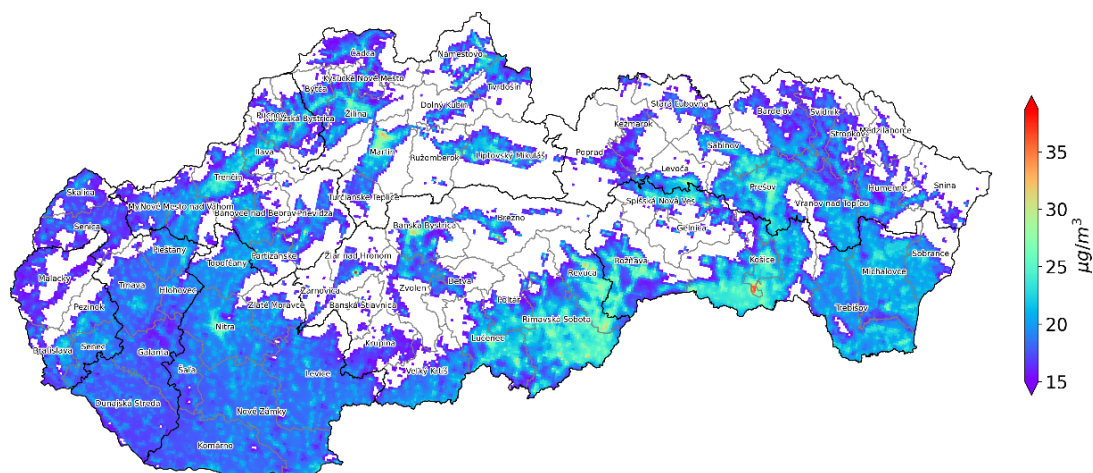 Čadca
Námestovo
Kysucké Nové Mesto
Tvrdošín
Bytča
Dolný Kubín
Stará Ľubovňa
Bardejov
Svidník
Púchov
Považská Bystrica
Žilina
Kežmarok
Stropkov
Medzilaborce
Sabinov
Ilava
Martin
Ružomberok
Liptovský Mikuláš
Poprad
Levoča
Trenčín
Prešov
Humenné
Snina
Skalica
Turčianske Teplice
Spišská Nová Ves
Vranov nad Topľou
Nové Mesto nad Váhom
Bánovce nad Bebravou
Prievidza
Brezno
Senica
Banská Bystrica
Gelnica
Piešťany
Partizánske
Žiar nad Hronom
Sobrance
Topoľčany
Rožňava
Košice
Malacky
Revúca
Michalovce
Trnava
Hlohovec
Žarnovica
Zvolen
Detva
Pezinok
Zlaté Moravce
Banská Štiavnica
Poltár
Trebišov
Nitra
Rimavská Sobota
Bratislava
Senec
Galanta
Krupina
Lučenec
Šaľa
Levice
Veľký Krtíš
Dunajská Streda
Nové Zámky
Komárno
35
30
25
20
15
μg/m³